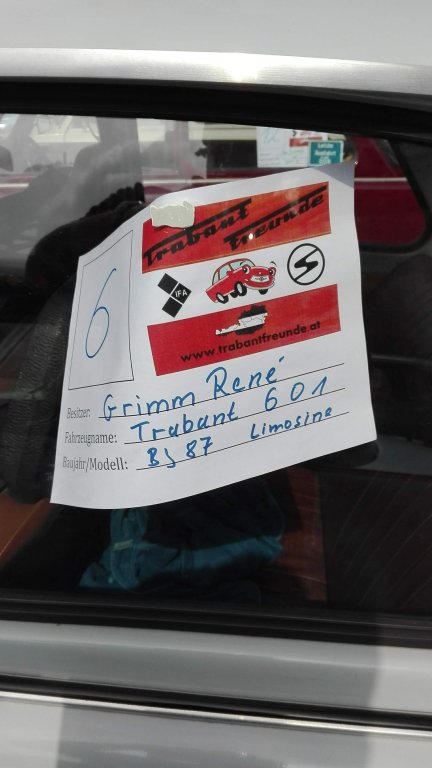 Trabant
Freunde
6
IFA
S
www.trabantfreunde.at
Besitzer: Grimm René
Fahrzeugname: Trabant 601
Baujahr/Modell: Bj 87 Limosine